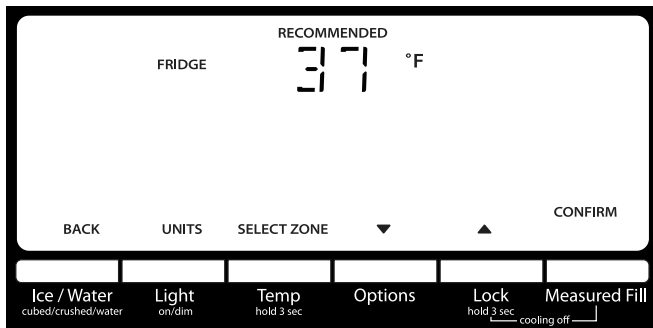 RECOMMENDED
FRIDGE 37 °F
CONFIRM
BACK UNITS SELECT ZONE ▼ ▲
Ice / Water Light Temp Options Lock Measured Fill
cubed/crushed/water on/dim hold 3 sec hold 3 sec
cooling off